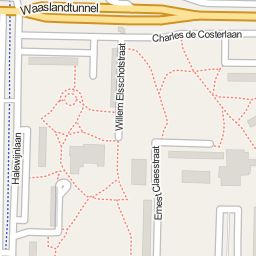 Waaslandtunnel
Charles de Costerlaan
Willem Elsschotstraat
Halewijnlaan
Ernest Claesstraat